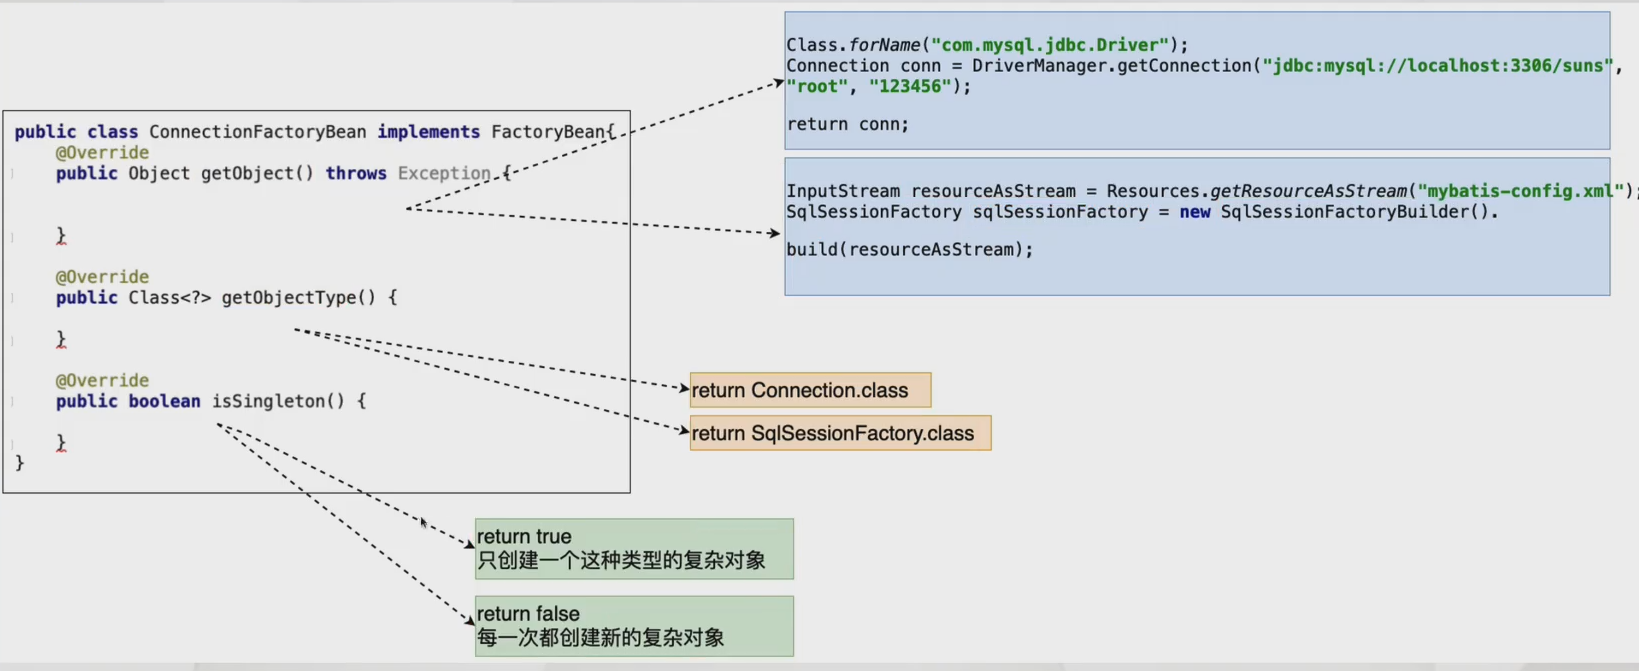 public class ConnectionFactoryBean implements FactoryBean{
@Override
public Object getObject() throws Exception {
}
@Override
public Class<?> getObjectType() {
}
@Override
public boolean isSingleton() {
}
}
Class.forName("com.mysql.jdbc.Driver");
Connection conn = DriverManager.getConnection("jdbc:mysql://localhost:3306/suns",
"root", "123456");
return conn;
InputStream resourceAsStream = Resources.getResourceAsStream("mybatis-config.xml");
SqlSessionFactory sqlSessionFactory = new SqlSessionFactoryBuilder().
build(resourceAsStream);
return Connection.class
return SqlSessionFactory.class
return true
只创建一个这种类型的复杂对象
return false
每一次都创建新的复杂对象